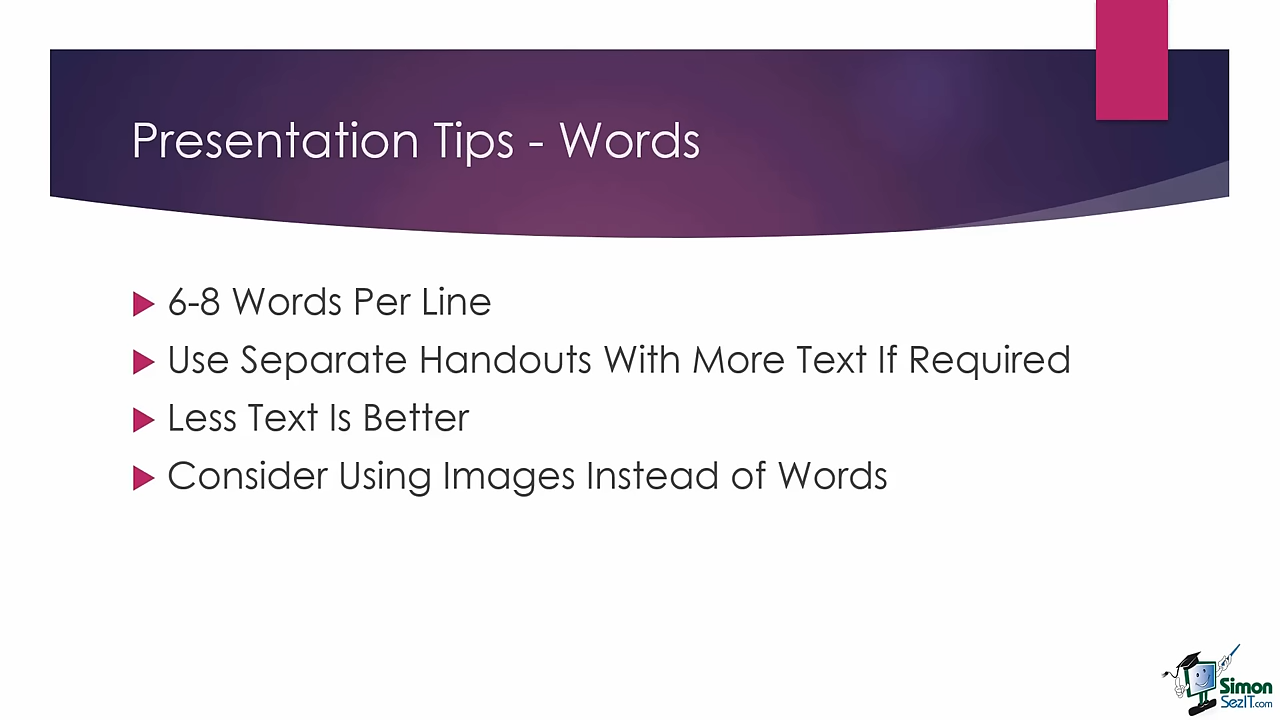 Presentation Tips - Words
6-8 Words Per Line
Use Separate Handouts With More Text If Required
Less Text Is Better
Consider Using Images Instead of Words
Simon
SezIT.com